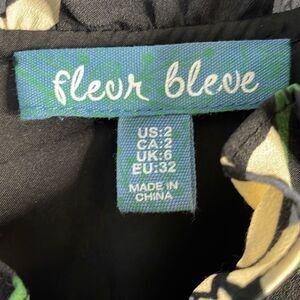 fleur bleue
US:2
CA:2
UK:6
EU:32
MADE IN
CHINA